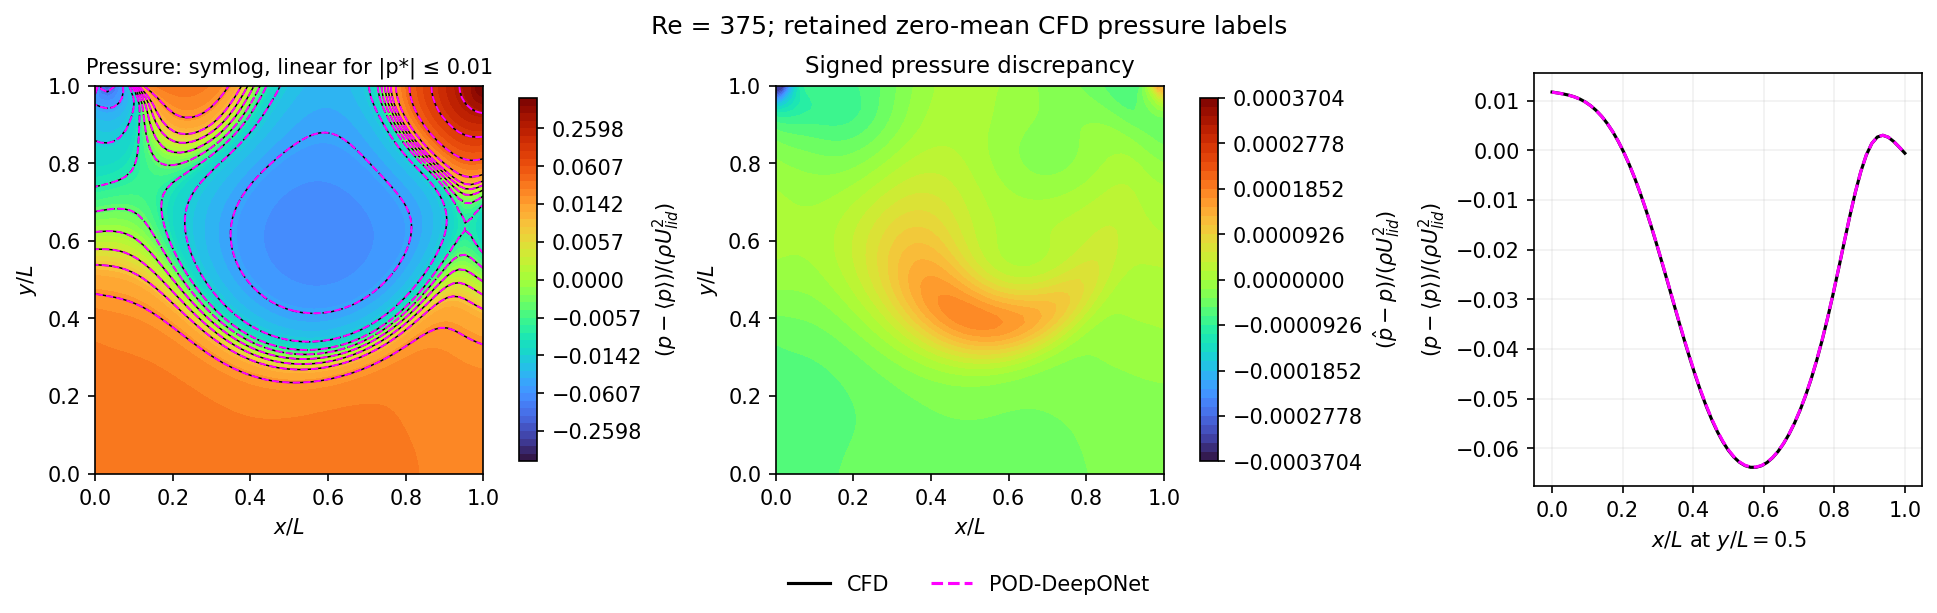 Re = 375; retained zero-mean CFD pressure labels
Pressure: symlog, linear for |p*| ≤ 0.01
1.0
0.8
0.6
0.4
0.2
0.0
y/L
0.0 0.2 0.4 0.6 0.8 1.0
x/L
0.2598
0.0607
0.0142
0.0057
0.0000
−0.0057
−0.0142
−0.0607
−0.2598
(p − ⟨p⟩)/(ρU²lid)
Signed pressure discrepancy
1.0
0.8
0.6
0.4
0.2
0.0
y/L
0.0 0.2 0.4 0.6 0.8 1.0
x/L
0.0003704
0.0002778
0.0001852
0.0000926
0.0000000
−0.0000926
−0.0001852
−0.0002778
−0.0003704
(p̂ − p)/(ρU²lid)
(p − ⟨p⟩)/(ρU²lid)
0.01
0.00
−0.01
−0.02
−0.03
−0.04
−0.05
−0.06
0.0 0.2 0.4 0.6 0.8 1.0
x/L at y/L = 0.5
CFD POD-DeepONet